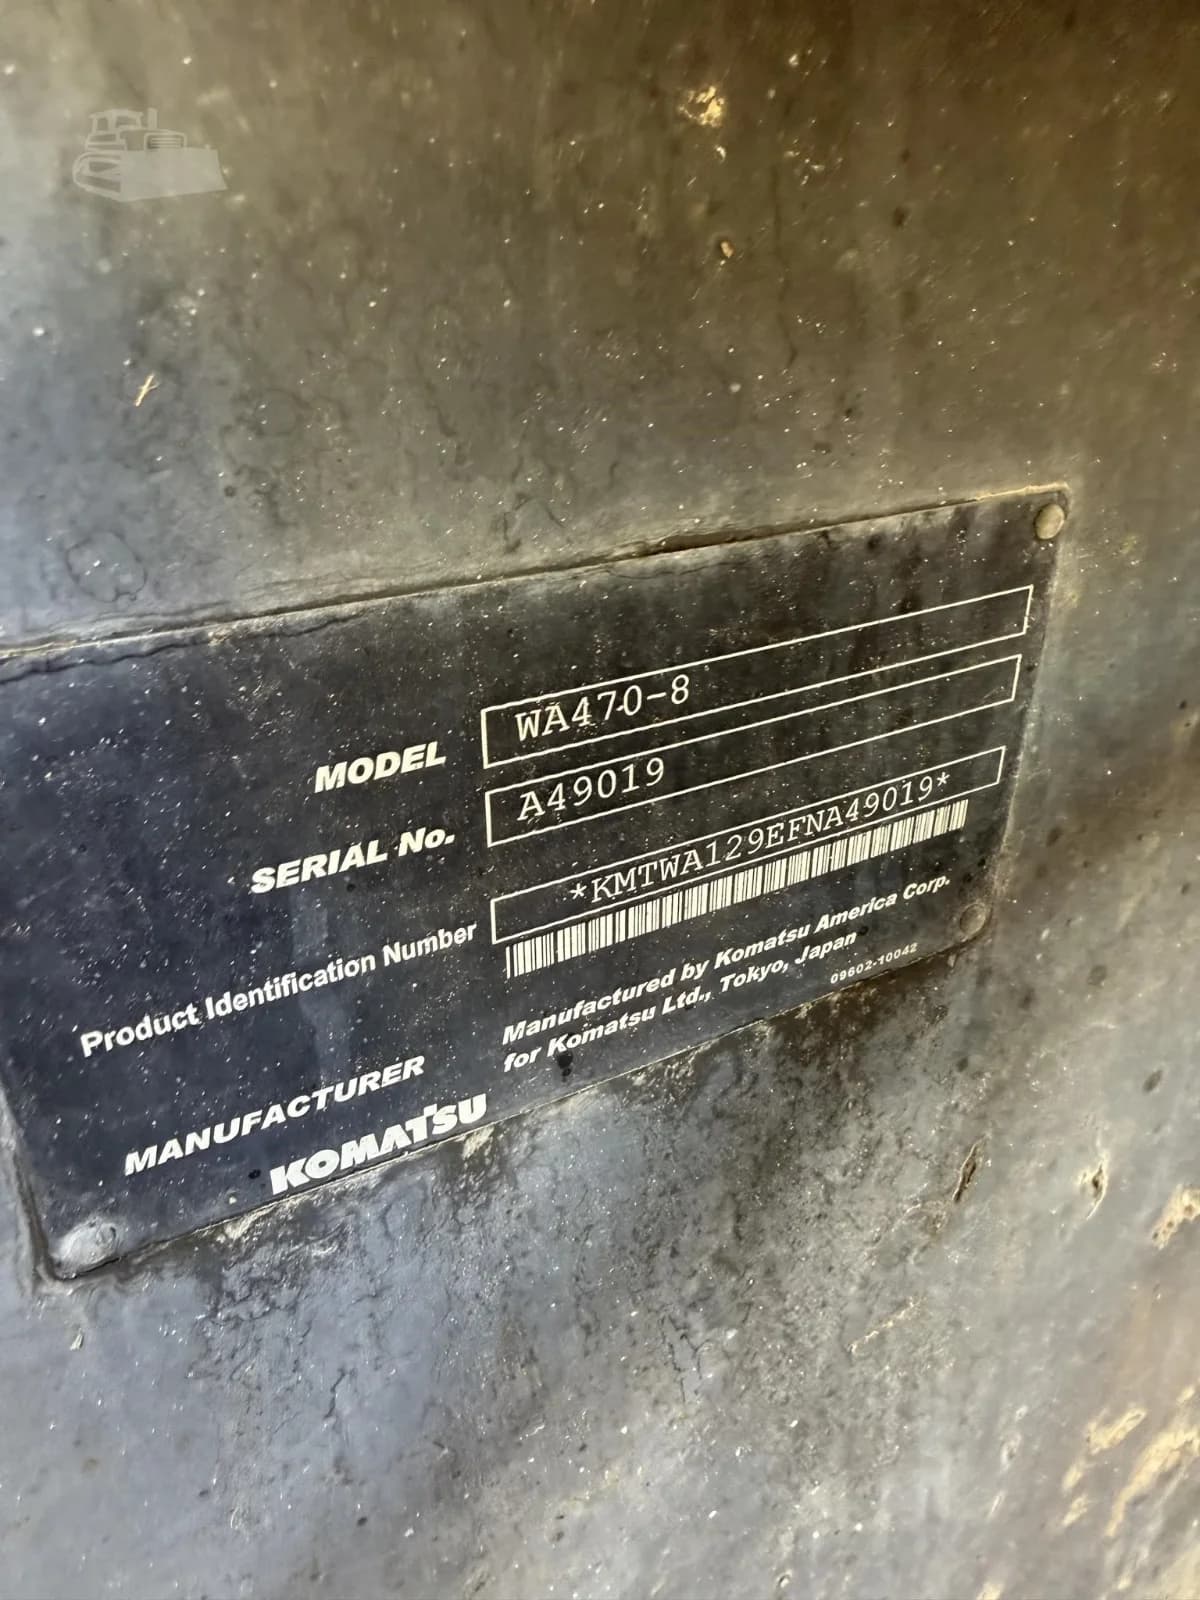 MODEL WA470-8
SERIAL No. A49019
Product Identification Number *KMTWA129EFNA49019*
MANUFACTURER Manufactured by Komatsu America Corp.
for Komatsu Ltd., Tokyo, Japan
09602-10042
KOMATSU